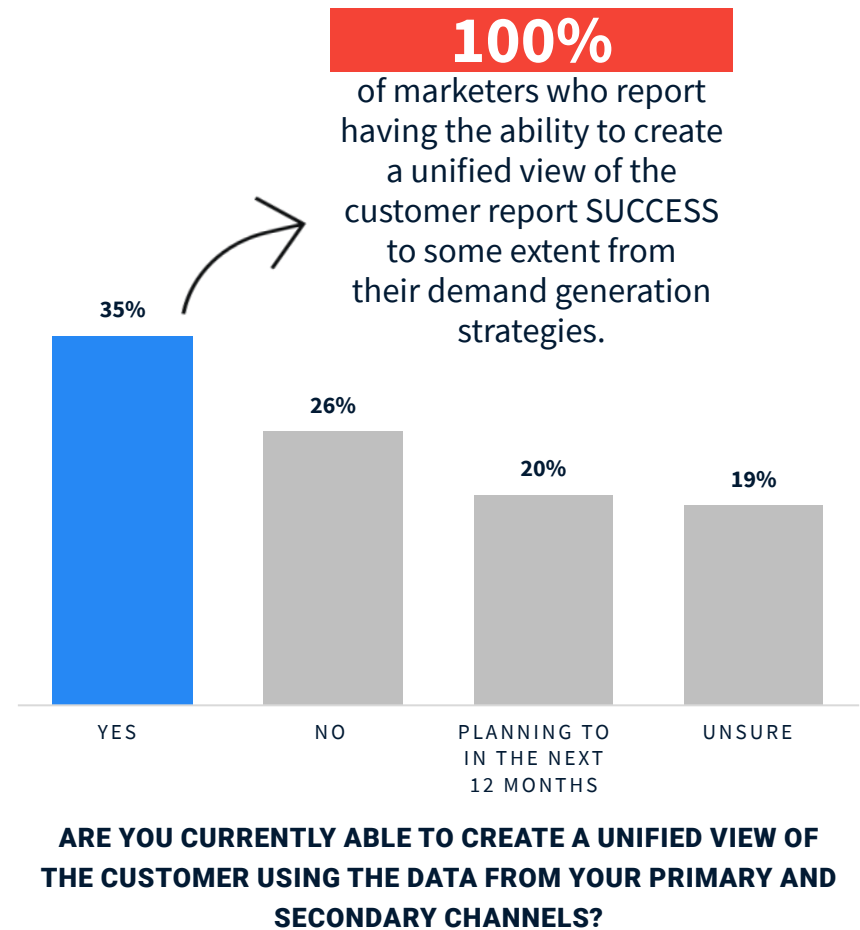 100%
of marketers who report
having the ability to create
a unified view of the
customer report SUCCESS
to some extent from
their demand generation
strategies.
35%
26%
20%
19%
YES
NO
PLANNING TO
IN THE NEXT
12 MONTHS
UNSURE
ARE YOU CURRENTLY ABLE TO CREATE A UNIFIED VIEW OF
THE CUSTOMER USING THE DATA FROM YOUR PRIMARY AND
SECONDARY CHANNELS?